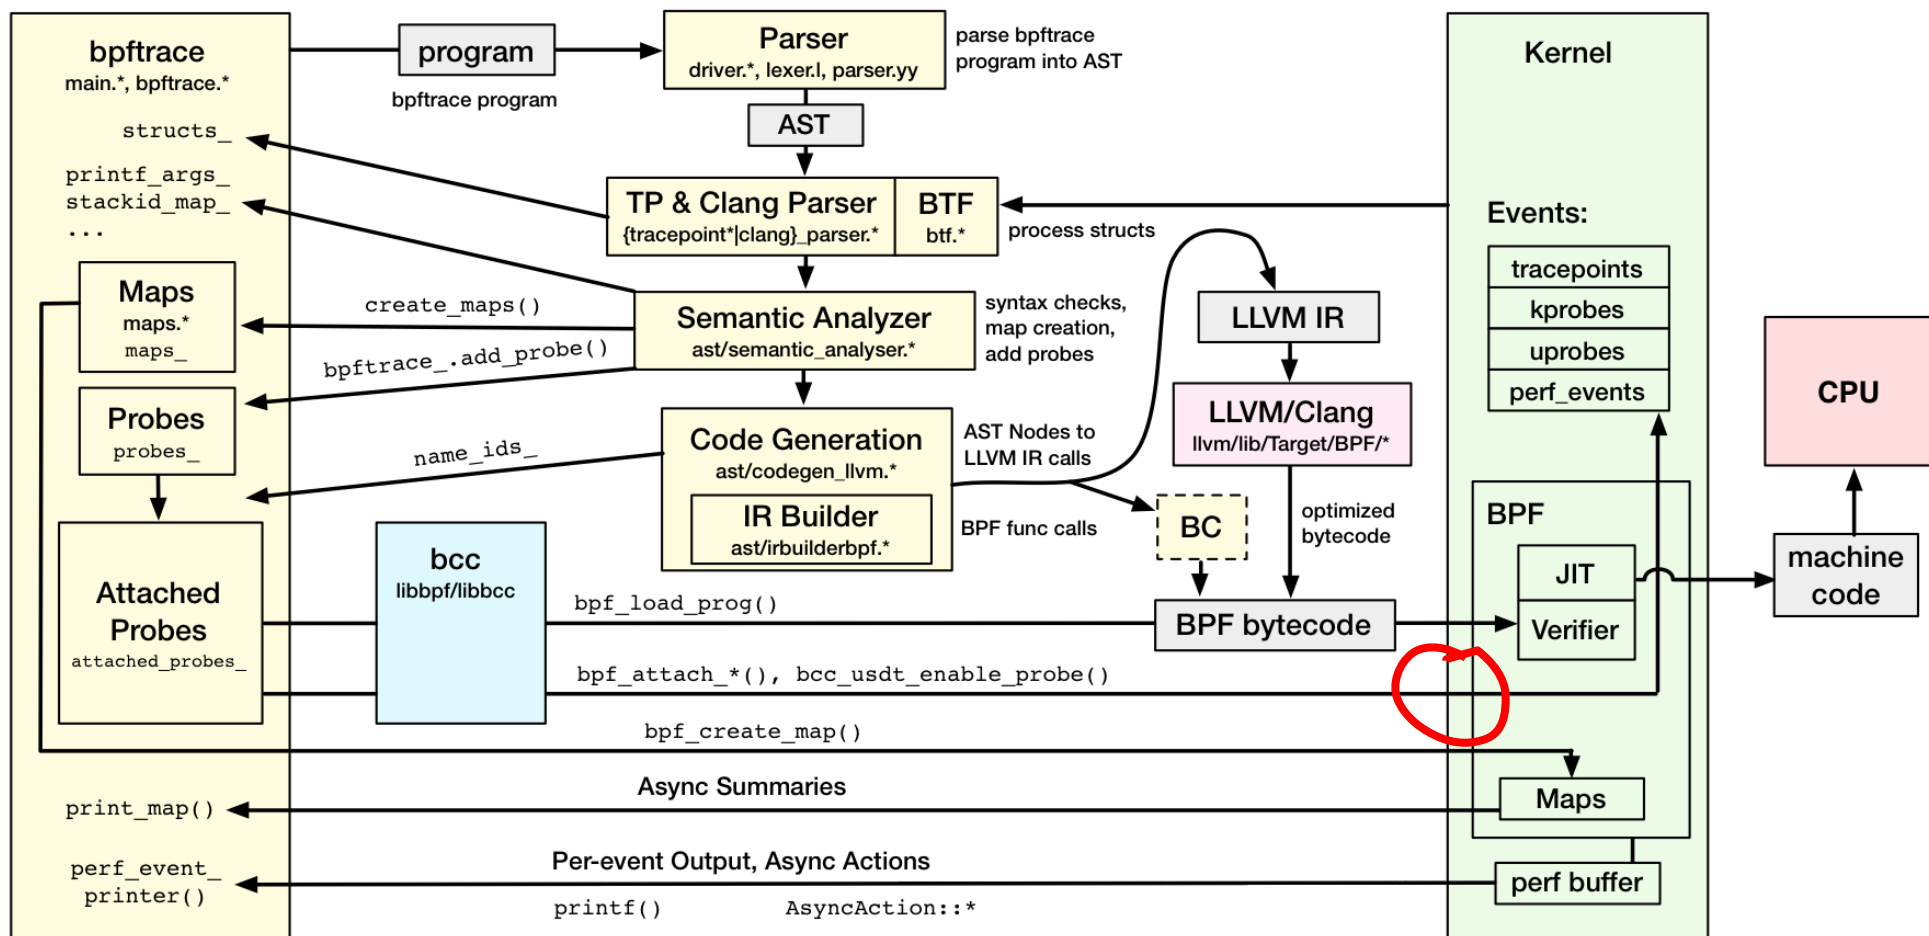 bpftrace
main.*, bpftrace.*
structs_
printf_args_
stackid_map_
...
Maps
maps.*
maps_
Probes
probes_
Attached
Probes
attached_probes_
print_map()
perf_event_
printer()
program
bpftrace program
Parser
driver.*, lexer.l, parser.yy
parse bpftrace
program into AST
AST
TP & Clang Parser
{tracepoint*|clang}_parser.*
BTF
btf.*
process structs
create_maps()
bpftrace_.add_probe()
name_ids_
Semantic Analyzer
ast/semantic_analyser.*
syntax checks,
map creation,
add probes
Code Generation
ast/codegen_llvm.*
IR Builder
ast/irbuilderbpf.*
AST Nodes to
LLVM IR calls
BPF func calls
LLVM IR
LLVM/Clang
llvm/lib/Target/BPF/*
optimized
bytecode
BC
BPF bytecode
bcc
libbpf/libbcc
bpf_load_prog()
bpf_attach_*(), bcc_usdt_enable_probe()
bpf_create_map()
Async Summaries
Per-event Output, Async Actions
printf()
AsyncAction::*
Kernel
Events:
tracepoints
kprobes
uprobes
perf_events
BPF
JIT
Verifier
Maps
perf buffer
CPU
machine
code